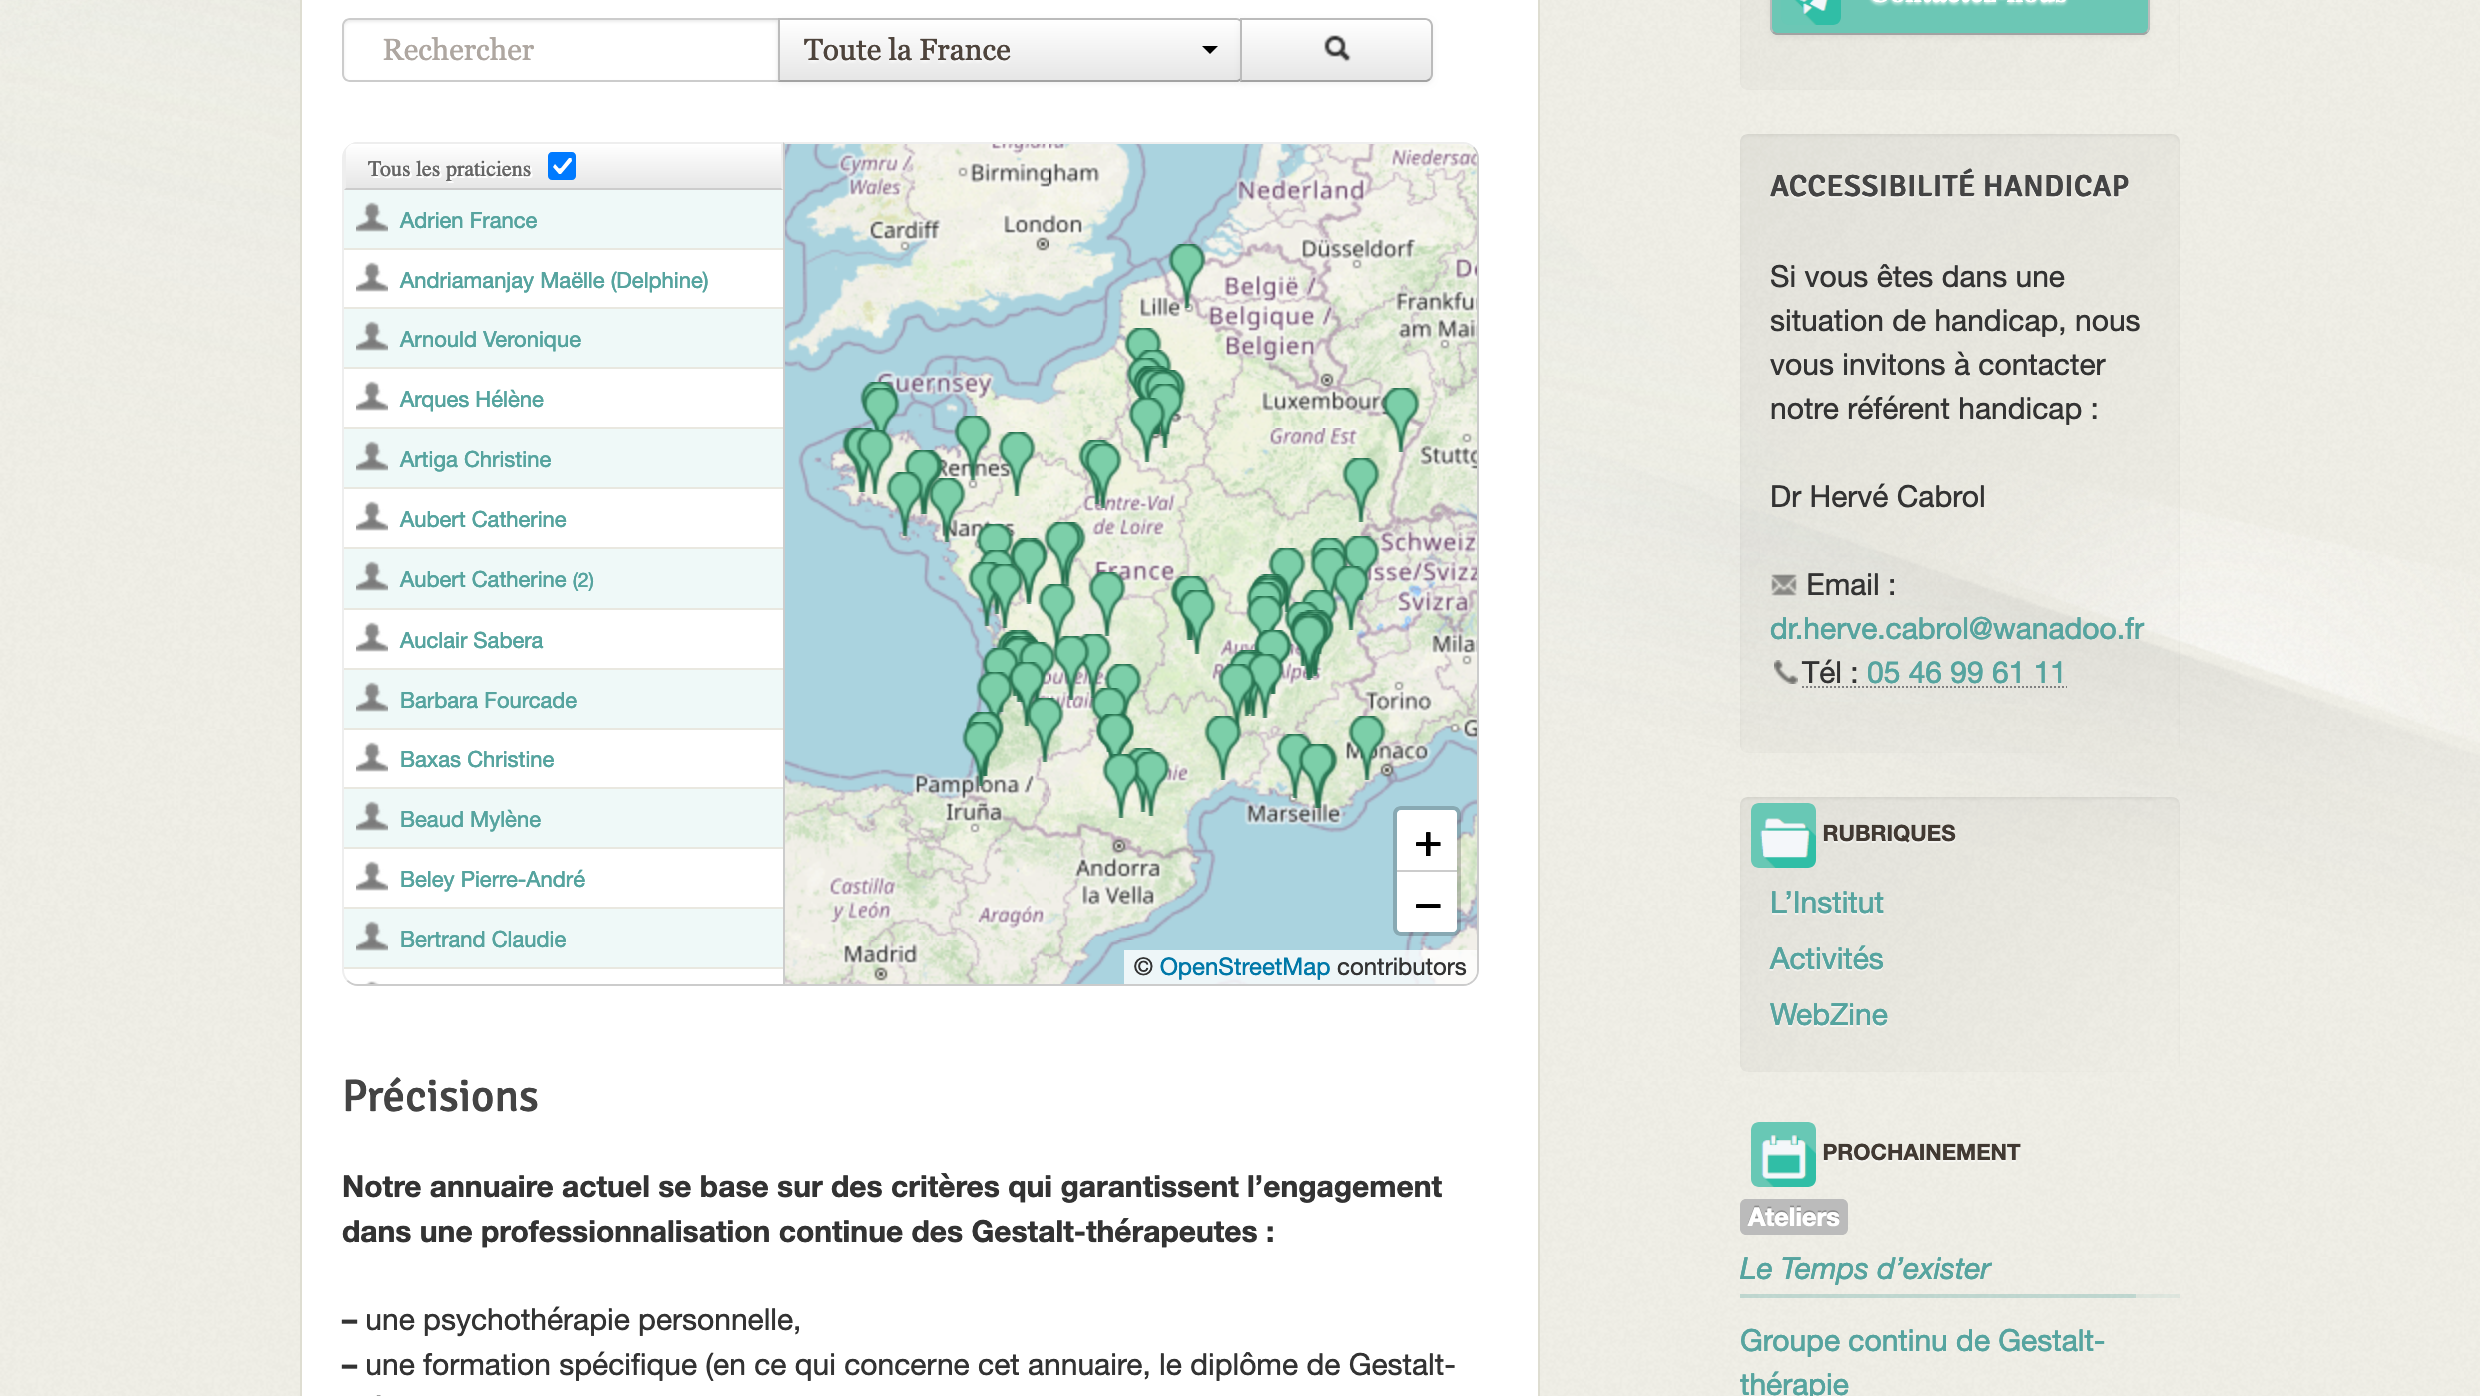 Rechercher
Toute la France
Tous les praticiens
Adrien France
Andriamanjay Maëlle (Delphine)
Arnould Veronique
Arques Hélène
Artiga Christine
Aubert Catherine
Aubert Catherine (2)
Auclair Sabera
Barbara Fourcade
Baxas Christine
Beaud Mylène
Beley Pierre-André
Bertrand Claudie
Cymru /
Wales
Birmingham
Nederland
Cardiff
London
Düsseldorf
België /
Belgique /
Belgien
Lille
Frankfu
am Mai
Guernsey
Luxembourg
Grand Est
Stuttg
Rennes
Centre-Val
de Loire
Nantes
France
Schweiz
Svizra
Mila
Torino
Monaco
Pamplona /
Iruña
Marseille
Andorra
la Vella
Castilla
y León
Aragón
Madrid
+
−
© OpenStreetMap contributors
Précisions
Notre annuaire actuel se base sur des critères qui garantissent l’engagement
dans une professionnalisation continue des Gestalt-thérapeutes :
– une psychothérapie personnelle,
– une formation spécifique (en ce qui concerne cet annuaire, le diplôme de Gestalt-
ACCESSIBILITÉ HANDICAP
Si vous êtes dans une
situation de handicap, nous
vous invitons à contacter
notre référent handicap :
Dr Hervé Cabrol
Email :
dr.herve.cabrol@wanadoo.fr
Tél : 05 46 99 61 11
RUBRIQUES
L’Institut
Activités
WebZine
PROCHAINEMENT
Ateliers
Le Temps d’exister
Groupe continu de Gestalt-
thérapie